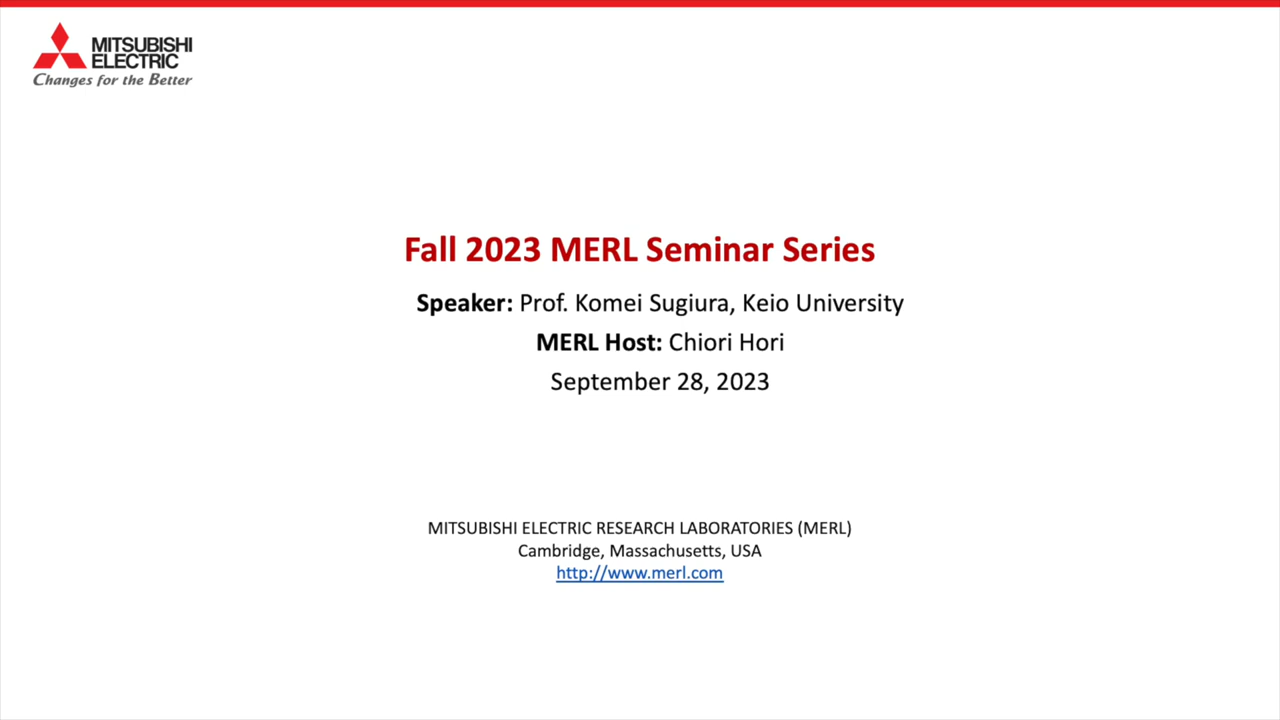 MITSUBISHI
ELECTRIC
Changes for the Better
Fall 2023 MERL Seminar Series
Speaker: Prof. Komei Sugiura, Keio University
MERL Host: Chiori Hori
September 28, 2023
MITSUBISHI ELECTRIC RESEARCH LABORATORIES (MERL)
Cambridge, Massachusetts, USA
http://www.merl.com